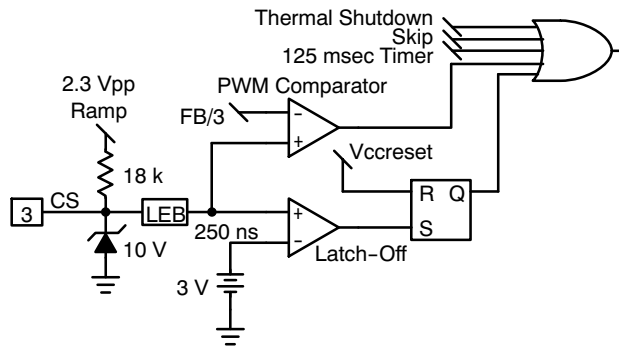 Thermal Shutdown
Skip
125 msec Timer
2.3 Vpp
Ramp
PWM Comparator
FB/3
-
+
Vccreset
18 k
R Q
S
3
CS
LEB
250 ns
+
-
10 V
Latch-Off
3 V